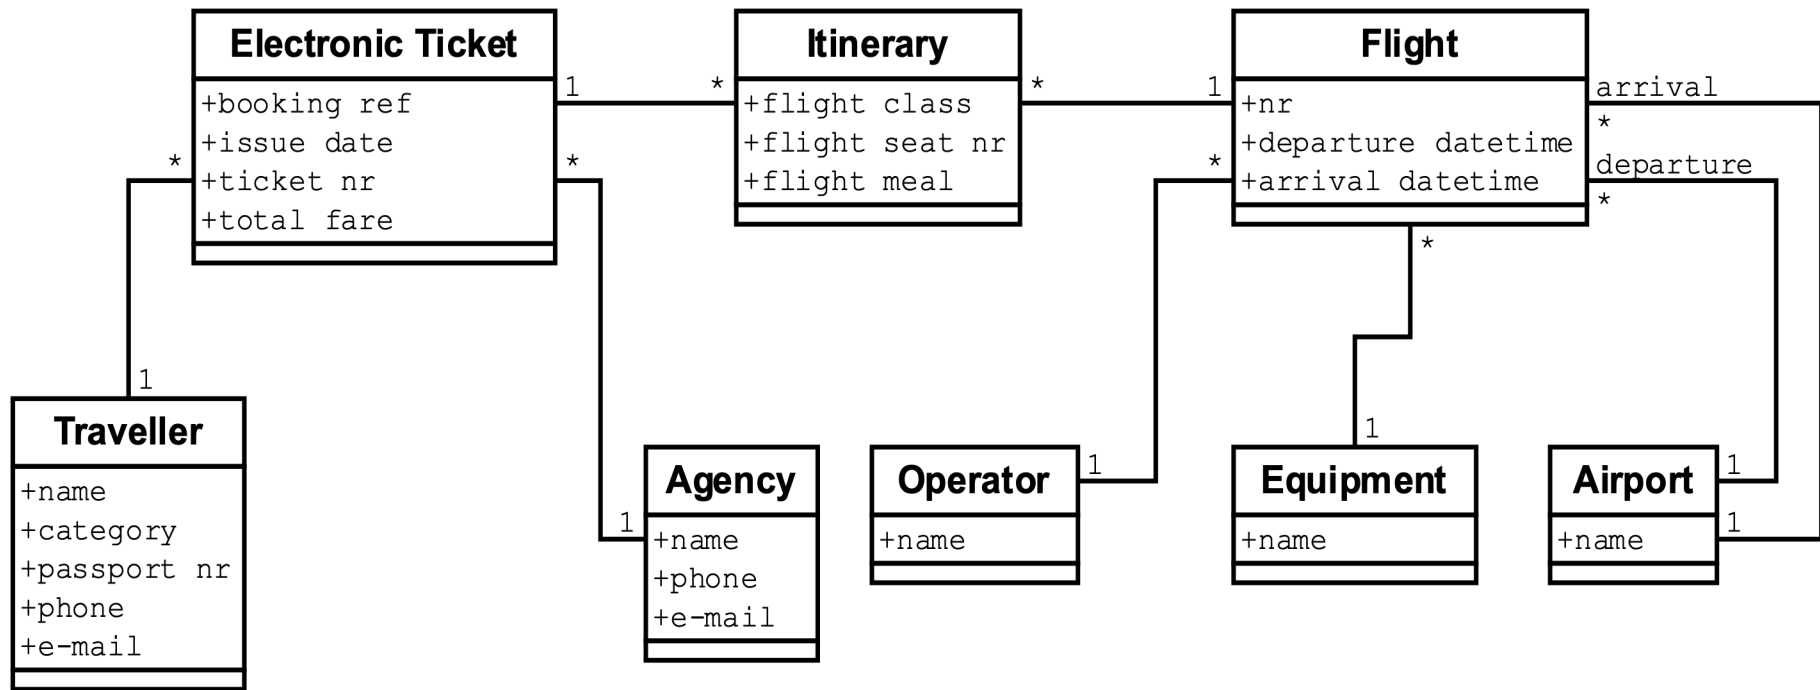 Electronic Ticket
+booking ref
+issue date
+ticket nr
+total fare
1
*
*
*
Itinerary
+flight class
+flight seat nr
+flight meal
*
1
*
Flight
+nr
+departure datetime
+arrival datetime
arrival
*
departure
*
*
1
Traveller
+name
+category
+passport nr
+phone
+e-mail
1
Agency
+name
+phone
+e-mail
Operator
+name
1
1
Equipment
+name
Airport
+name
1
1